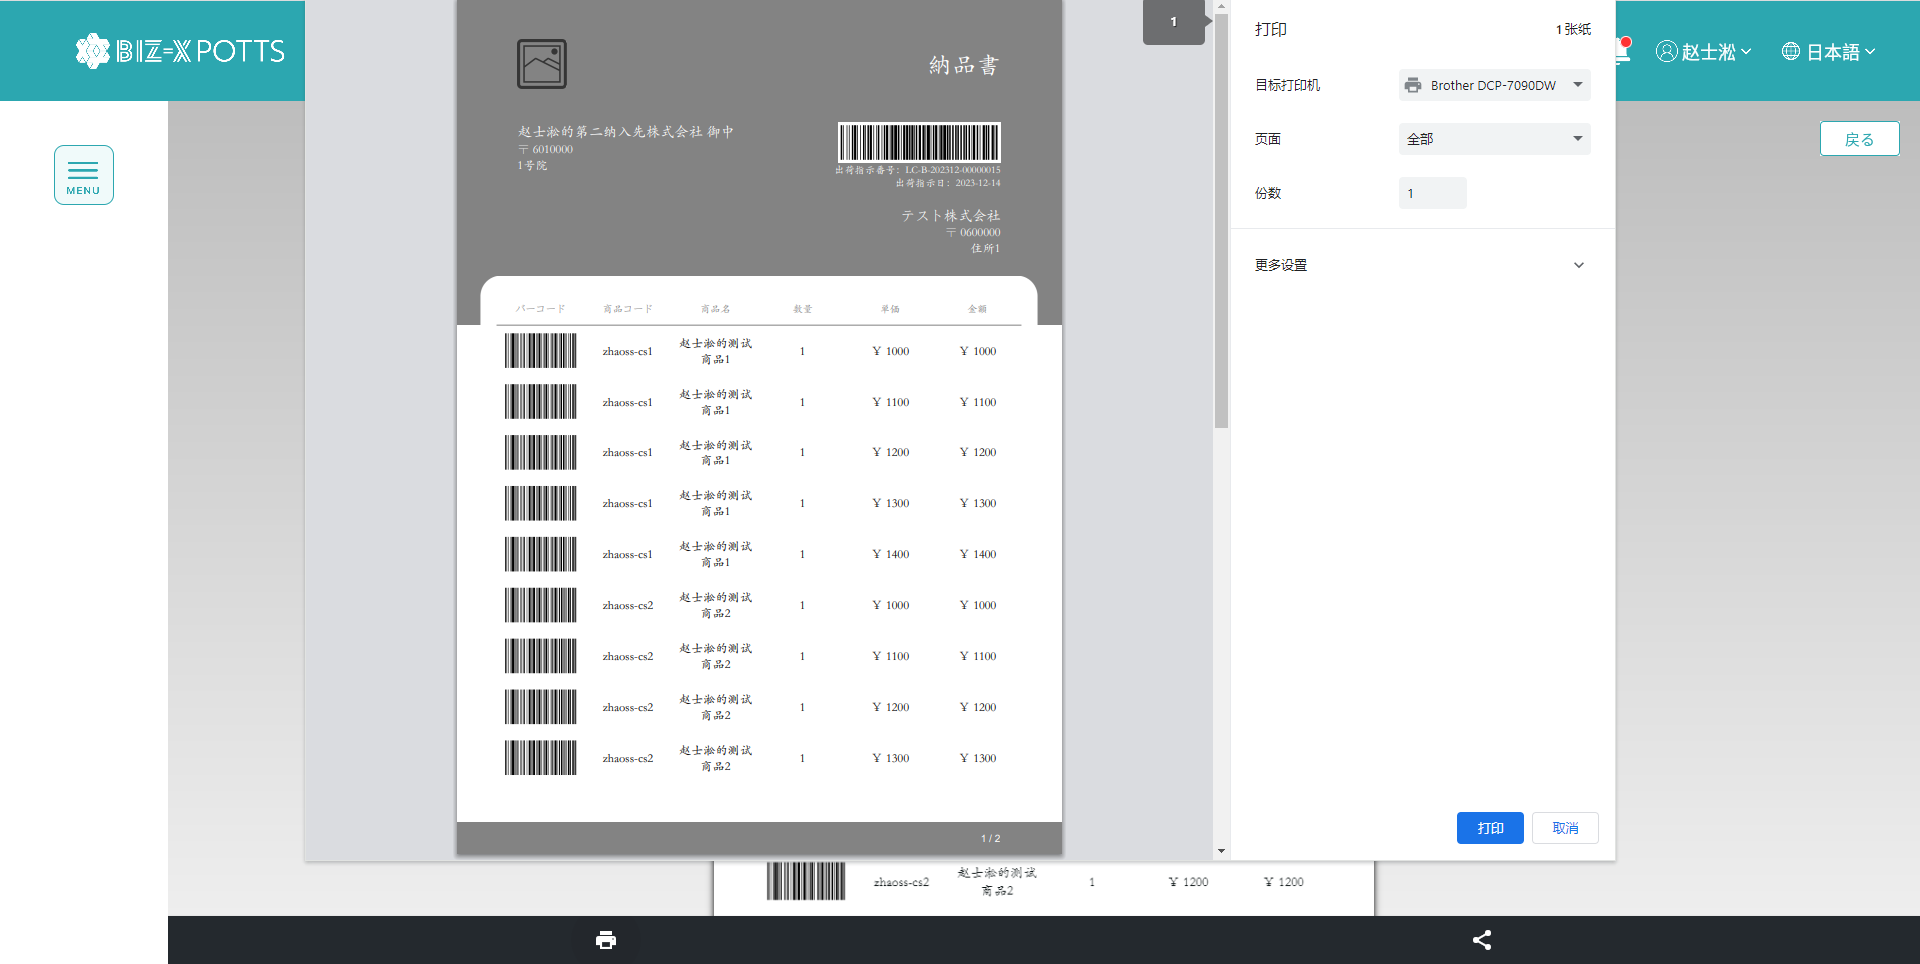 BIZ=X POTTS
赵士淞
日本語
MENU
戻る
納品書
赵士淞的第二纳入先株式会社 御中
〒 6010000
1号院
出荷指示番号: LC-B-202312-00000015
出荷指示日: 2023-12-14
テスト株式会社
〒 0600000
住所1
バーコード 商品コード 商品名 数量 単価 金額
zhaoss-cs1 赵士淞的测试商品1 1 ¥ 1000 ¥ 1000
zhaoss-cs1 赵士淞的测试商品1 1 ¥ 1100 ¥ 1100
zhaoss-cs1 赵士淞的测试商品1 1 ¥ 1200 ¥ 1200
zhaoss-cs1 赵士淞的测试商品1 1 ¥ 1300 ¥ 1300
zhaoss-cs1 赵士淞的测试商品1 1 ¥ 1400 ¥ 1400
zhaoss-cs2 赵士淞的测试商品2 1 ¥ 1000 ¥ 1000
zhaoss-cs2 赵士淞的测试商品2 1 ¥ 1100 ¥ 1100
zhaoss-cs2 赵士淞的测试商品2 1 ¥ 1200 ¥ 1200
zhaoss-cs2 赵士淞的测试商品2 1 ¥ 1300 ¥ 1300
1 / 2
1
打印
1 张纸
目标打印机 Brother DCP-7090DW
页面 全部
份数 1
更多设置
打印 取消
zhaoss-cs2 赵士淞的测试商品2 1 ¥ 1200 ¥ 1200